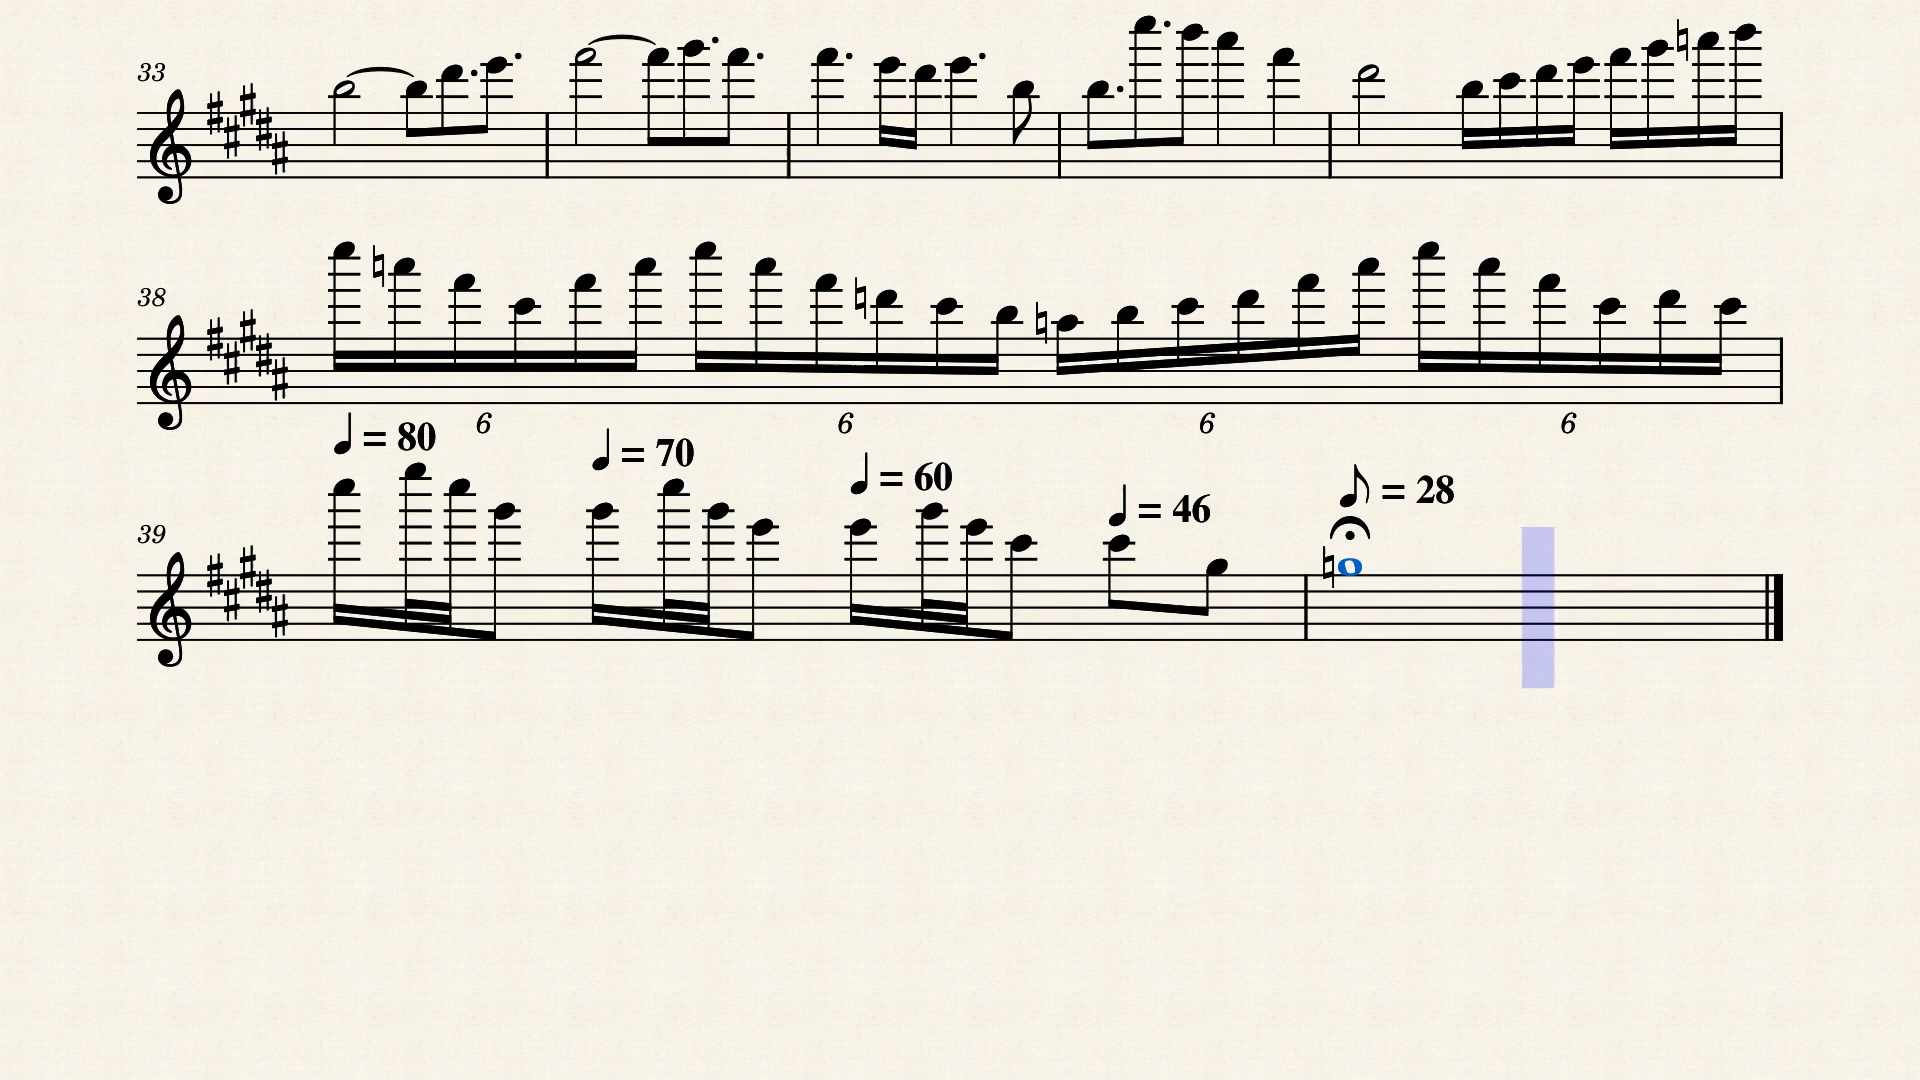 33
38
6 6 6 6
♩ = 80 ♩ = 70 ♩ = 60 ♩ = 46 ♪ = 28
39